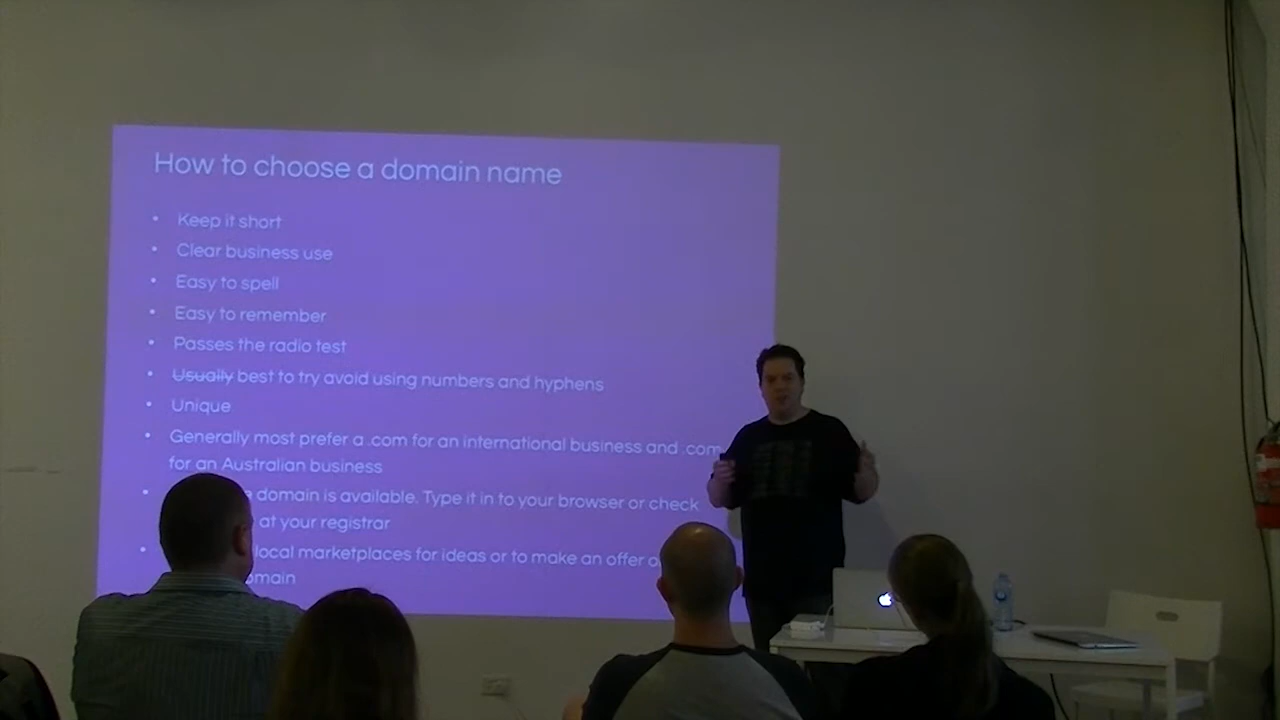 How to choose a domain name
• Keep it short
• Clear business use
• Easy to spell
• Easy to remember
• Passes the radio test
• Usually best to try avoid using numbers and hyphens
• Unique
• Generally most prefer a .com for an international business and .com
for an Australian business
• domain is available. Type it in to your browser or check
at your registrar
• local marketplaces for ideas or to make an offer